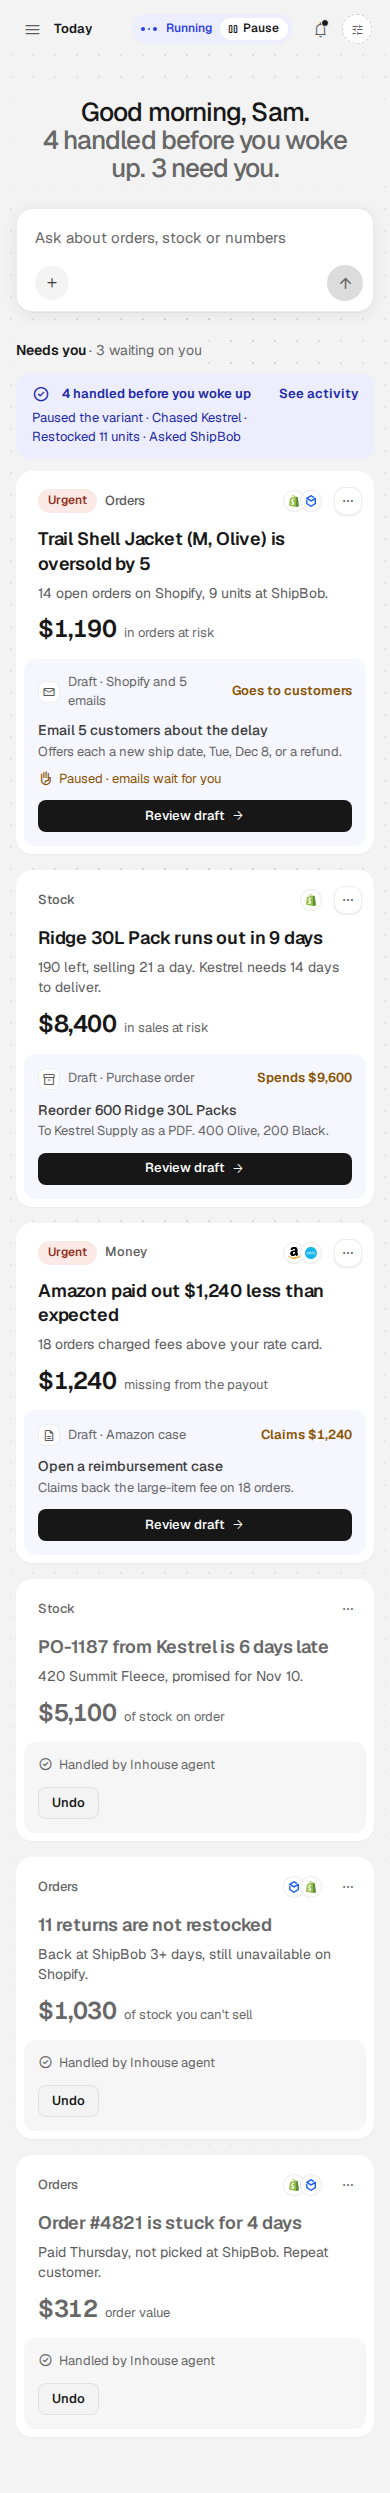 Today
Running
Pause
Good morning, Sam.
4 handled before you woke
up. 3 need you.
Ask about orders, stock or numbers
Needs you · 3 waiting on you
4 handled before you woke up
See activity
Paused the variant · Chased Kestrel ·
Restocked 11 units · Asked ShipBob
Urgent
Orders
Trail Shell Jacket (M, Olive) is
oversold by 5
14 open orders on Shopify, 9 units at ShipBob.
$1,190 in orders at risk
Draft · Shopify and 5
emails
Goes to customers
Email 5 customers about the delay
Offers each a new ship date, Tue, Dec 8, or a refund.
Paused · emails wait for you
Review draft →
Stock
Ridge 30L Pack runs out in 9 days
190 left, selling 21 a day. Kestrel needs 14 days
to deliver.
$8,400 in sales at risk
Draft · Purchase order
Spends $9,600
Reorder 600 Ridge 30L Packs
To Kestrel Supply as a PDF. 400 Olive, 200 Black.
Review draft →
Urgent
Money
Amazon paid out $1,240 less than
expected
18 orders charged fees above your rate card.
$1,240 missing from the payout
Draft · Amazon case
Claims $1,240
Open a reimbursement case
Claims back the large-item fee on 18 orders.
Review draft →
Stock
PO-1187 from Kestrel is 6 days late
420 Summit Fleece, promised for Nov 10.
$5,100 of stock on order
Handled by Inhouse agent
Undo
Orders
11 returns are not restocked
Back at ShipBob 3+ days, still unavailable on
Shopify.
$1,030 of stock you can't sell
Handled by Inhouse agent
Undo
Orders
Order #4821 is stuck for 4 days
Paid Thursday, not picked at ShipBob. Repeat
customer.
$312 order value
Handled by Inhouse agent
Undo